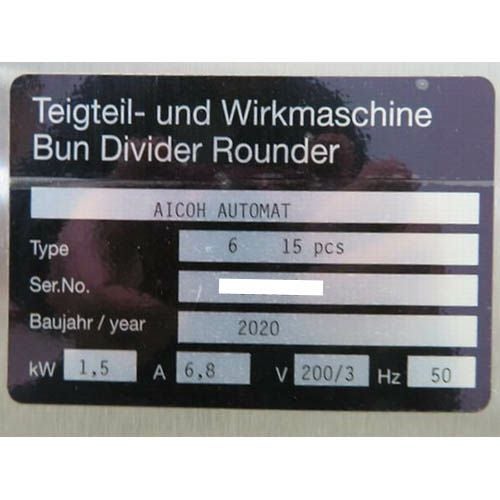 Teigteil- und Wirkmaschine
Bun Divider Rounder
AICOH AUTOMAT
Type 6 15 pcs
Ser.No.
Baujahr / year 2020
kW 1,5 A 6,8 V 200/3 Hz 50